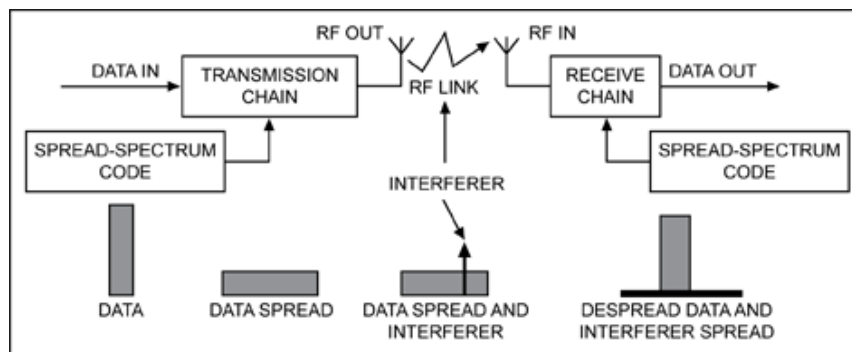 RF OUT
RF IN
DATA IN
TRANSMISSION
CHAIN
RF LINK
RECEIVE
CHAIN
DATA OUT
SPREAD-SPECTRUM
CODE
INTERFERER
SPREAD-SPECTRUM
CODE
DATA
DATA SPREAD
DATA SPREAD AND
INTERFERER
DESPREAD DATA AND
INTERFERER SPREAD